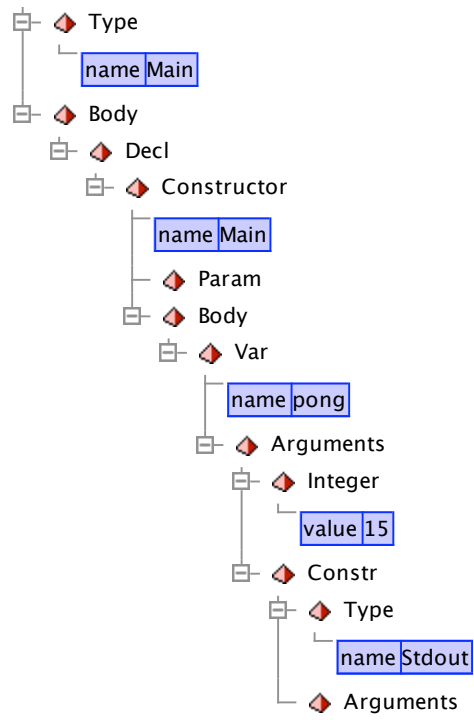 Type
name Main
Body
Decl
Constructor
name Main
Param
Body
Var
name pong
Arguments
Integer
value 15
Constr
Type
name Stdout
Arguments